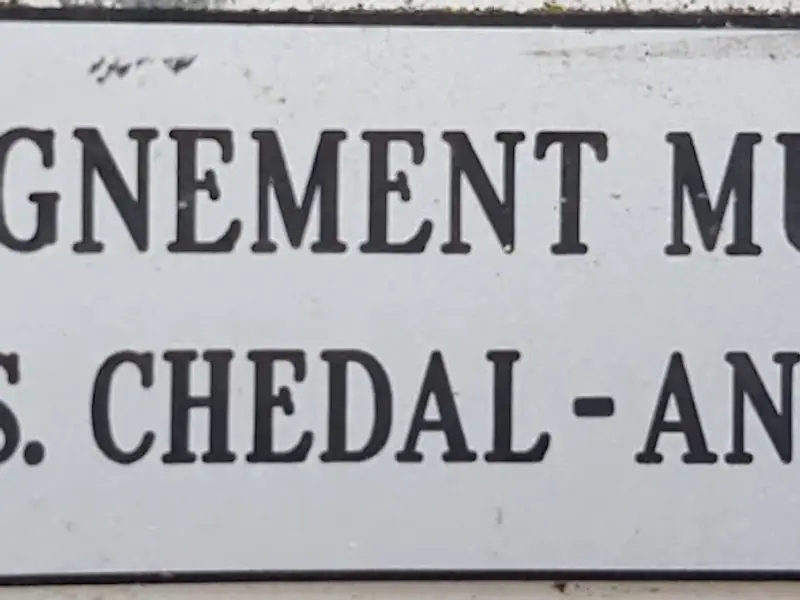 GNEMENT MU
S. CHEDAL-AN